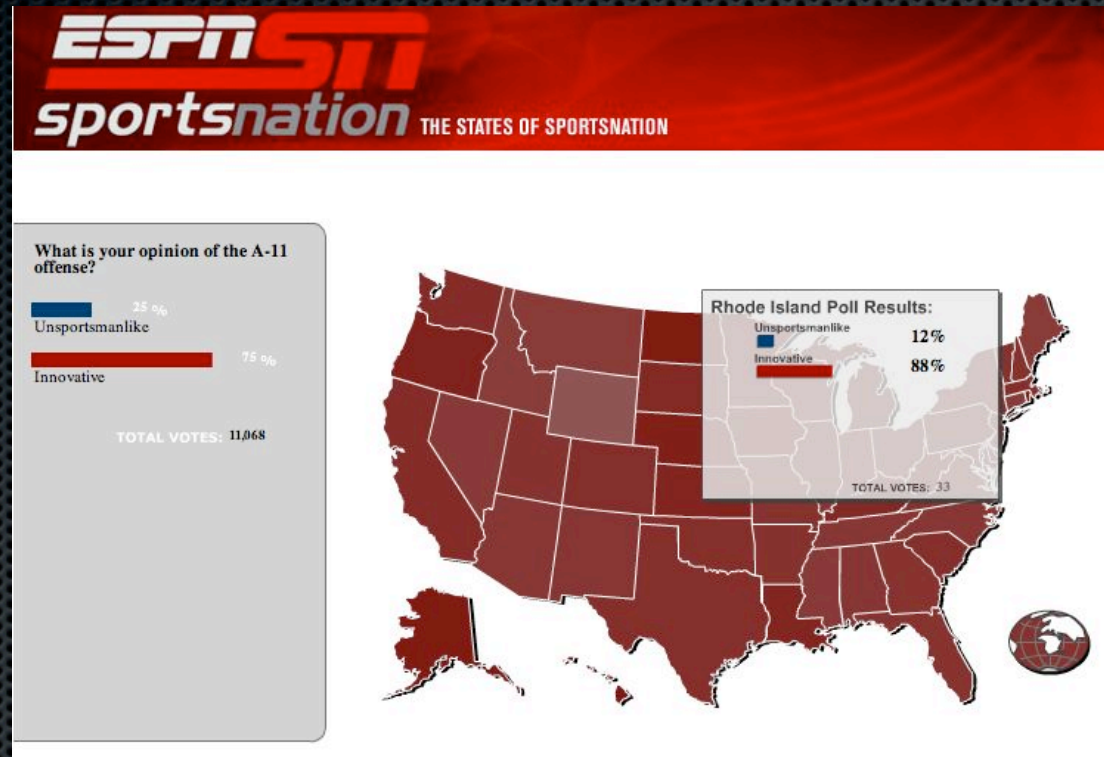 ESPN SN
sportsnation THE STATES OF SPORTSNATION
What is your opinion of the A-11
offense?
25 %
Unsportsmanlike
75 %
Innovative
TOTAL VOTES: 11,068
Rhode Island Poll Results:
Unsportsmanlike
12%
Innovative
88%
TOTAL VOTES: 33